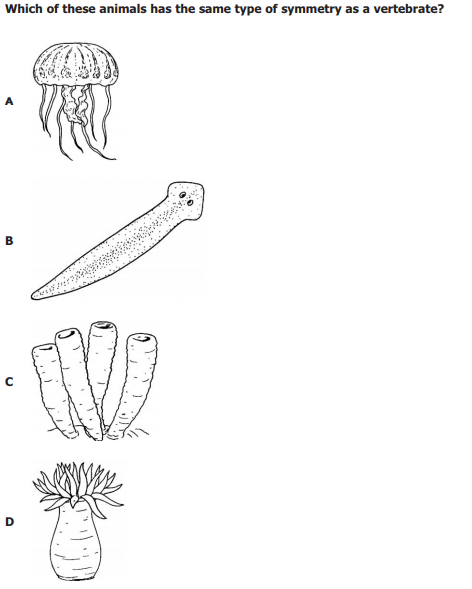 Which of these animals has the same type of symmetry as a vertebrate?
A
B
C
D